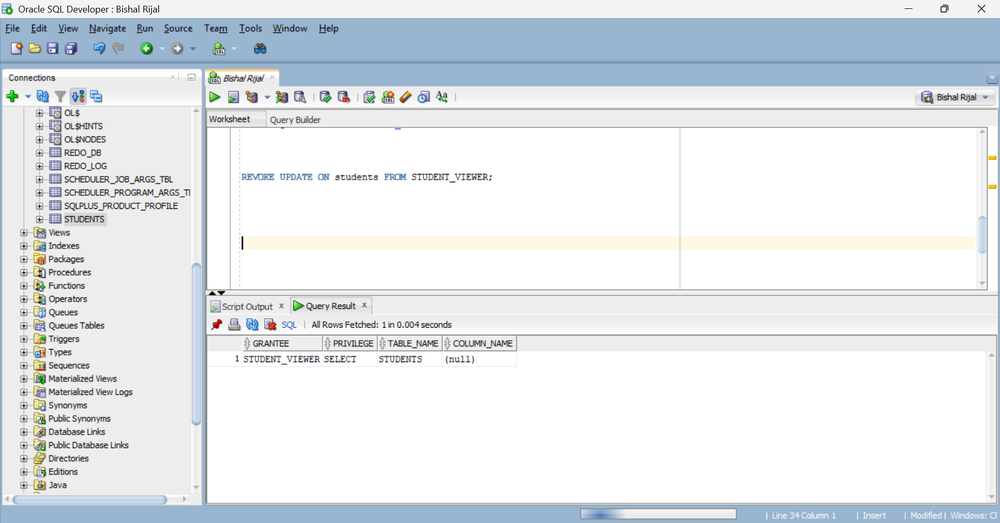 Oracle SQL Developer : Bishal Rijal
File Edit View Navigate Run Source Team Tools Window Help
Connections
OL$
OL$HINTS
OL$NODES
REDO_DB
REDO_LOG
SCHEDULER_JOB_ARGS_TBL
SCHEDULER_PROGRAM_ARGS_T
SQLPLUS_PRODUCT_PROFILE
STUDENTS
Views
Indexes
Packages
Procedures
Functions
Operators
Queues
Queues Tables
Triggers
Types
Sequences
Materialized Views
Materialized View Logs
Synonyms
Public Synonyms
Database Links
Public Database Links
Directories
Editions
Java
Bishal Rijal
Bishal Rijal
Worksheet Query Builder
REVOKE UPDATE ON students FROM STUDENT_VIEWER;
Script Output Query Result
SQL | All Rows Fetched: 1 in 0.004 seconds
GRANTEE PRIVILEGE TABLE_NAME COLUMN_NAME
1 STUDENT_VIEWER SELECT STUDENTS (null)
| Line 34 Column 1 | Insert | Modified | Windows: C